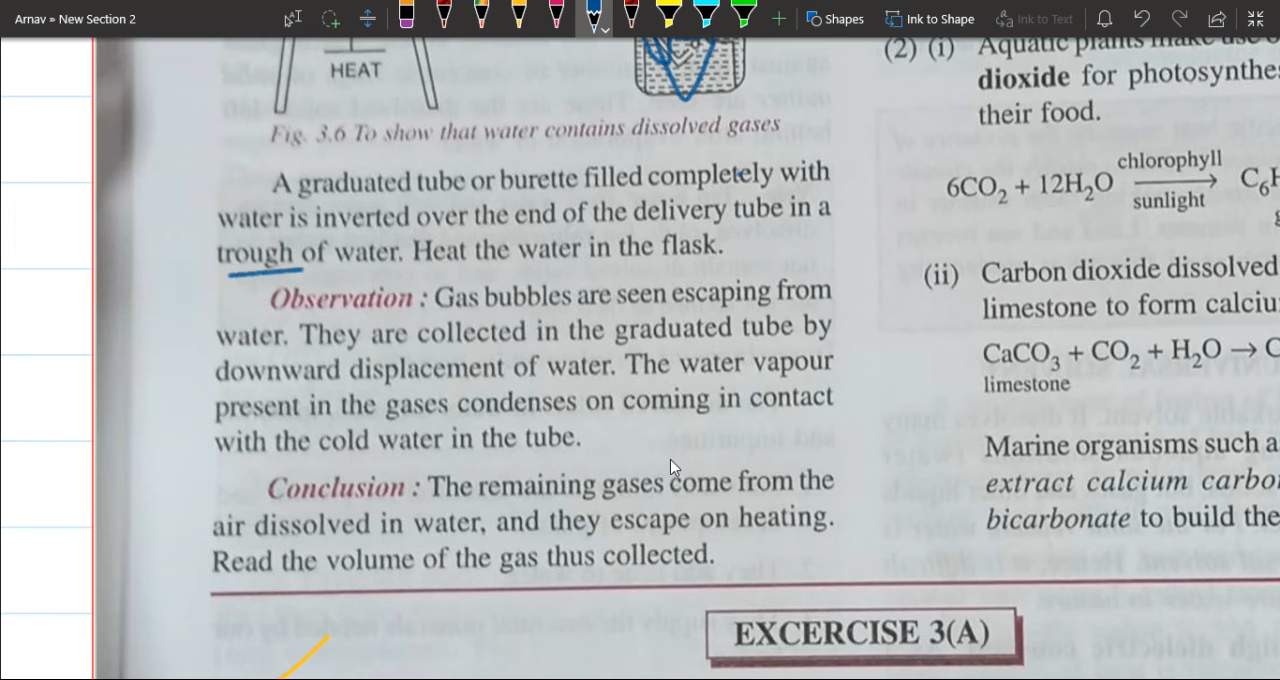 Arnav » New Section 2
Shapes
Ink to Shape
Ink to Text
HEAT
Fig. 3.6 To show that water contains dissolved gases
A graduated tube or burette filled completely with
water is inverted over the end of the delivery tube in a
trough of water. Heat the water in the flask.
Observation : Gas bubbles are seen escaping from
water. They are collected in the graduated tube by
downward displacement of water. The water vapour
present in the gases condenses on coming in contact
with the cold water in the tube.
Conclusion : The remaining gases come from the
air dissolved in water, and they escape on heating.
Read the volume of the gas thus collected.
EXCERCISE 3(A)
(2) (i) Aquatic plants make use
dioxide for photosynthe
their food.
chlorophyll
6CO₂ + 12H₂O → C₆H
sunlight
(ii) Carbon dioxide dissolved
limestone to form calciu
CaCO₃ + CO₂ + H₂O → C
limestone
Marine organisms such a
extract calcium carbo
bicarbonate to build the